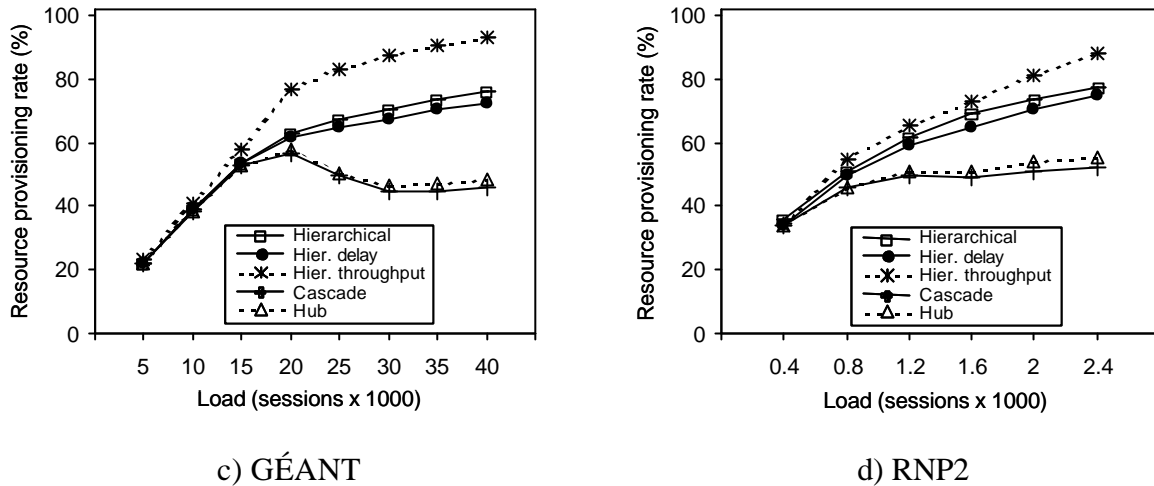 Resource provisioning rate (%)
100
80
60
40
20
0
Hierarchical
Hier. delay
Hier. throughput
Cascade
Hub
5 10 15 20 25 30 35 40
Load (sessions x 1000)
c) GÉANT
Resource provisioning rate (%)
100
80
60
40
20
0
Hierarchical
Hier. delay
Hier. throughput
Cascade
Hub
0.4 0.8 1.2 1.6 2 2.4
Load (sessions x 1000)
d) RNP2